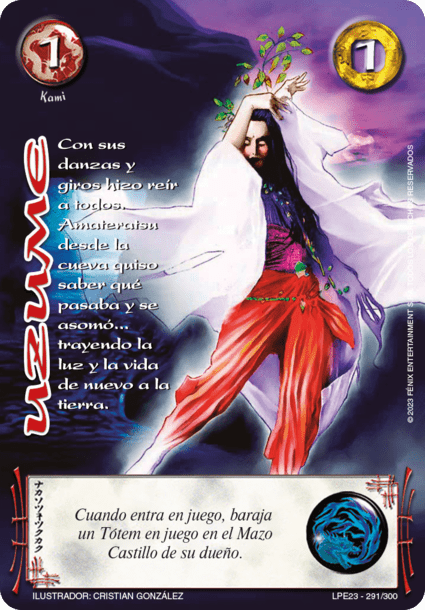 1
1
Kami
UZUME
Con sus
danzas y
giros hizo reír
a todos.
Amateratsu
desde la
cueva quiso
saber qué
pasaba y se
asomó...
trayendo la
luz y la vida
de nuevo a la
tierra.
Cuando entra en juego, baraja
un Tótem en juego en el Mazo
Castillo de su dueño.
ILUSTRADOR: CRISTIAN GONZÁLEZ
LPE23 - 291/300
© 2023 FÉNIX ENTERTAINMENT
RESERVADOS